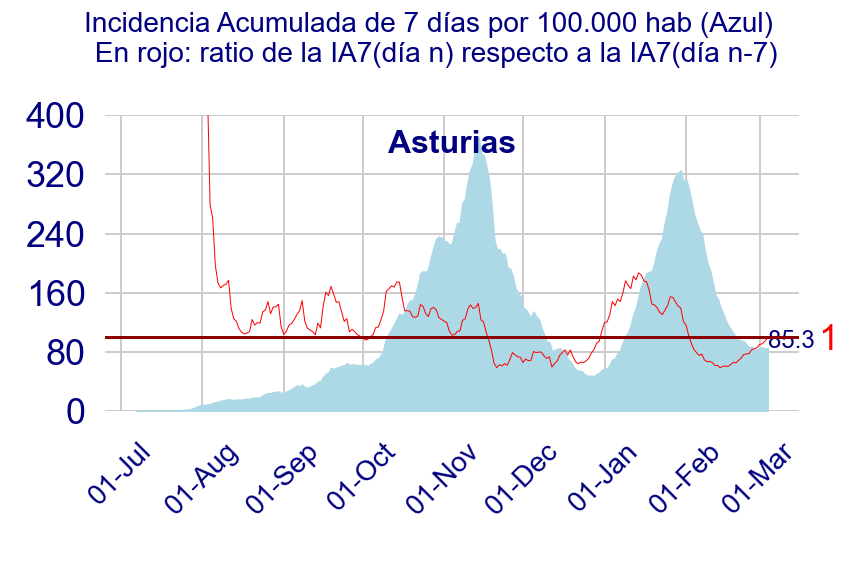 Incidencia Acumulada de 7 días por 100.000 hab (Azul)
En rojo: ratio de la IA7(día n) respecto a la IA7(día n-7)
Asturias
400
320
240
160
80
0
85.3
1
01-Jul
01-Aug
01-Sep
01-Oct
01-Nov
01-Dec
01-Jan
01-Feb
01-Mar